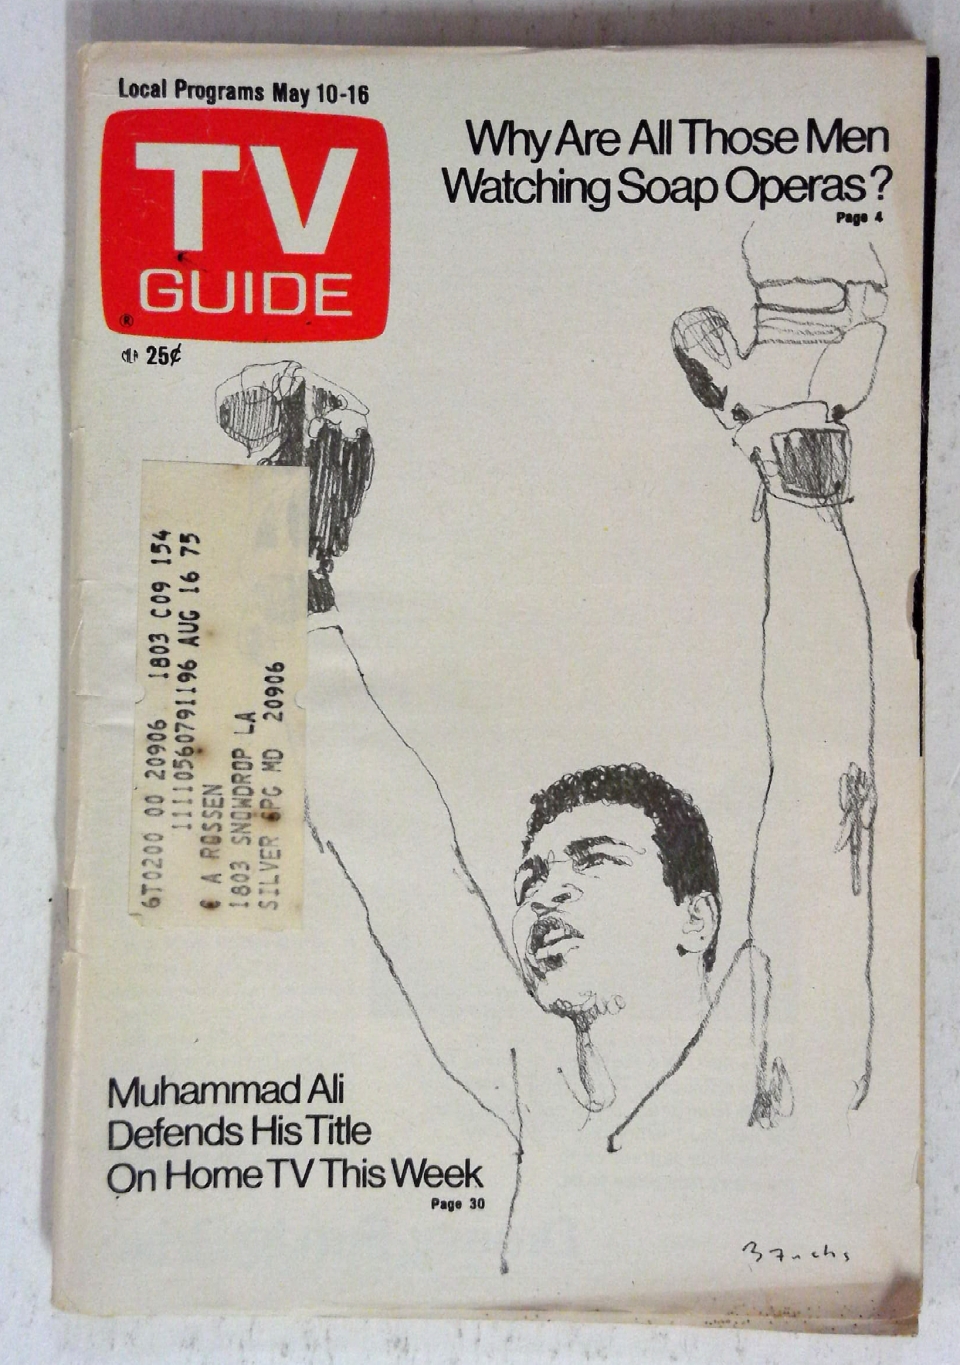 Local Programs May 10-16
TV
GUIDE
®
25¢
Why Are All Those Men
Watching Soap Operas?
Page 4
6T0200 00 20906 1803 C09 154
11110560791196 AUG 16 75
A ROSSEN
1803 SNOWDROP LA
SILVER SPG MD 20906
Muhammad Ali
Defends His Title
On Home TV This Week
Page 30
B Fuchs